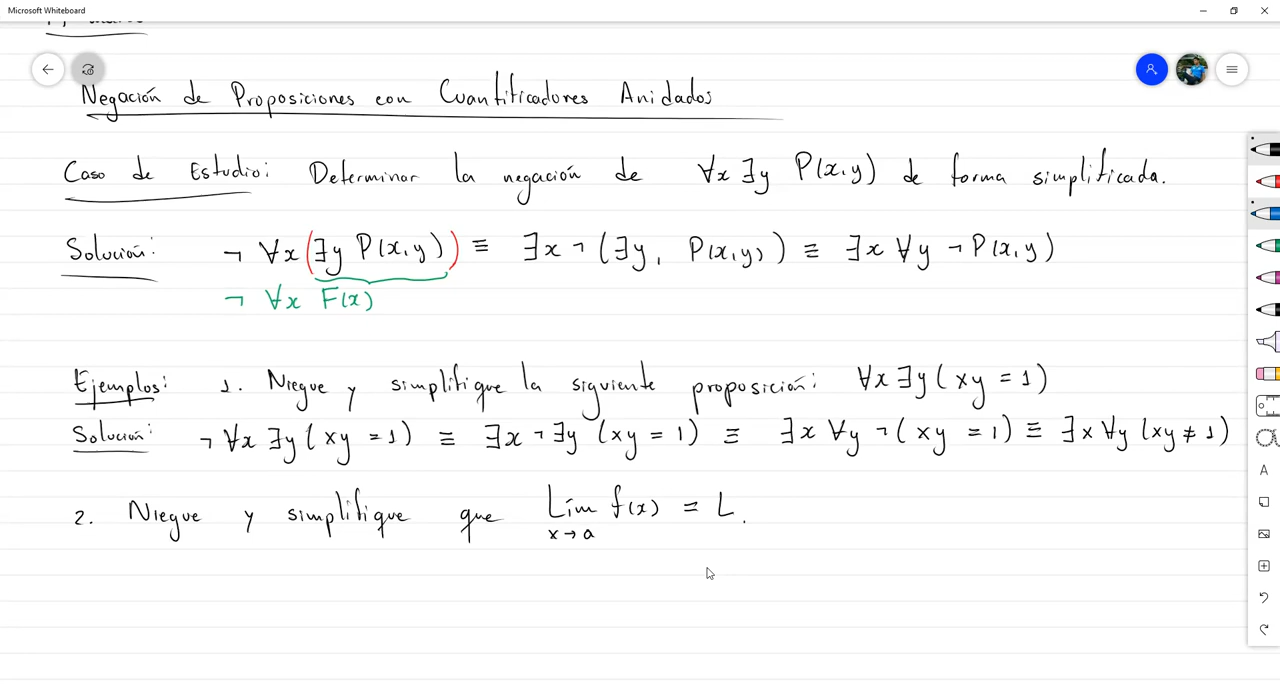 Microsoft Whiteboard
Negación de Proposiciones con Cuantificadores Anidados
Caso de Estudio: Determinar la negación de ∀x ∃y P(x,y) de forma simplificada.
Solución: ¬ ∀x (∃y P(x,y)) ≡ ∃x ¬ (∃y, P(x,y)) ≡ ∃x ∀y ¬ P(x,y)
¬ ∀x F(x)
Ejemplos: 1. Niegue y simplifique la siguiente proposición: ∀x ∃y (xy = 1)
Solución: ¬ ∀x ∃y (xy = 1) ≡ ∃x ¬ ∃y (xy = 1) ≡ ∃x ∀y ¬ (xy = 1) ≡ ∃x ∀y (xy ≠ 1)
2. Niegue y simplifique que Lím f(x) = L.
x → a
A